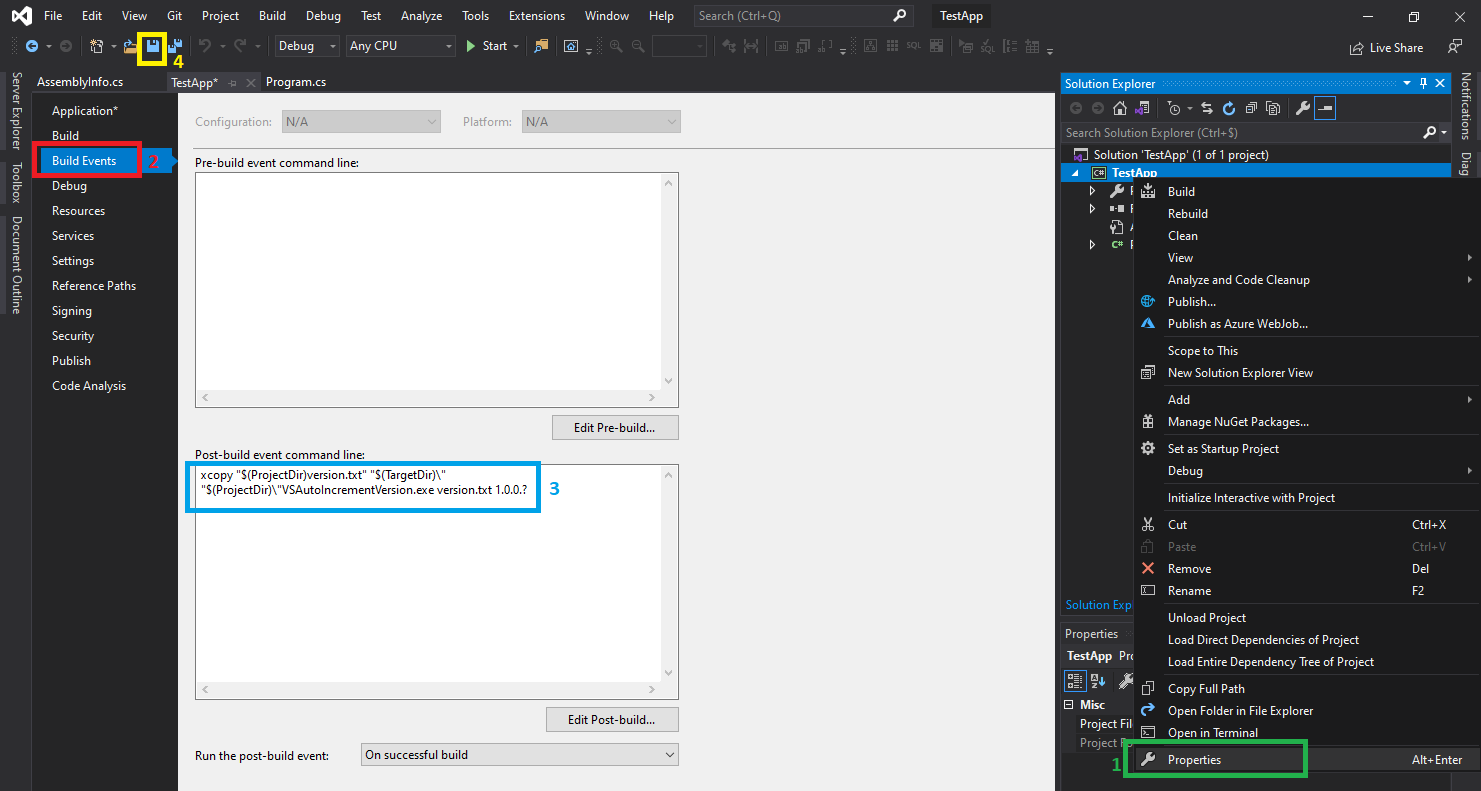 File Edit View Git Project Build Debug Test Analyze Tools Extensions Window Help Search (Ctrl+Q) TestApp
Debug Any CPU Start SQL SQL Live Share
4
Server Explorer
Toolbox
Document Outline
AssemblyInfo.cs TestApp* Program.cs
Application*
Build
Build Events 2
Debug
Resources
Services
Settings
Reference Paths
Signing
Security
Publish
Code Analysis
Configuration: N/A Platform: N/A
Pre-build event command line:
Edit Pre-build...
Post-build event command line:
xcopy "$(ProjectDir)version.txt" "$(TargetDir)\"
"$(ProjectDir)\"VSAutoIncrementVersion.exe version.txt 1.0.0.?
3
Edit Post-build...
Run the post-build event: On successful build
Solution Explorer
Search Solution Explorer (Ctrl+$)
Solution 'TestApp' (1 of 1 project)
C# TestApp
C#
Build
Rebuild
Clean
View
Analyze and Code Cleanup
Publish...
Publish as Azure WebJob...
Scope to This
New Solution Explorer View
Add
Manage NuGet Packages...
Set as Startup Project
Debug
Initialize Interactive with Project
Cut Ctrl+X
Paste Ctrl+V
Remove Del
Rename F2
Unload Project
Load Direct Dependencies of Project
Load Entire Dependency Tree of Project
Copy Full Path
Open Folder in File Explorer
Open in Terminal
1 Properties Alt+Enter
Solution Exp
Properties
TestApp Pro
Misc
Project File
Project
Notifications
Diag